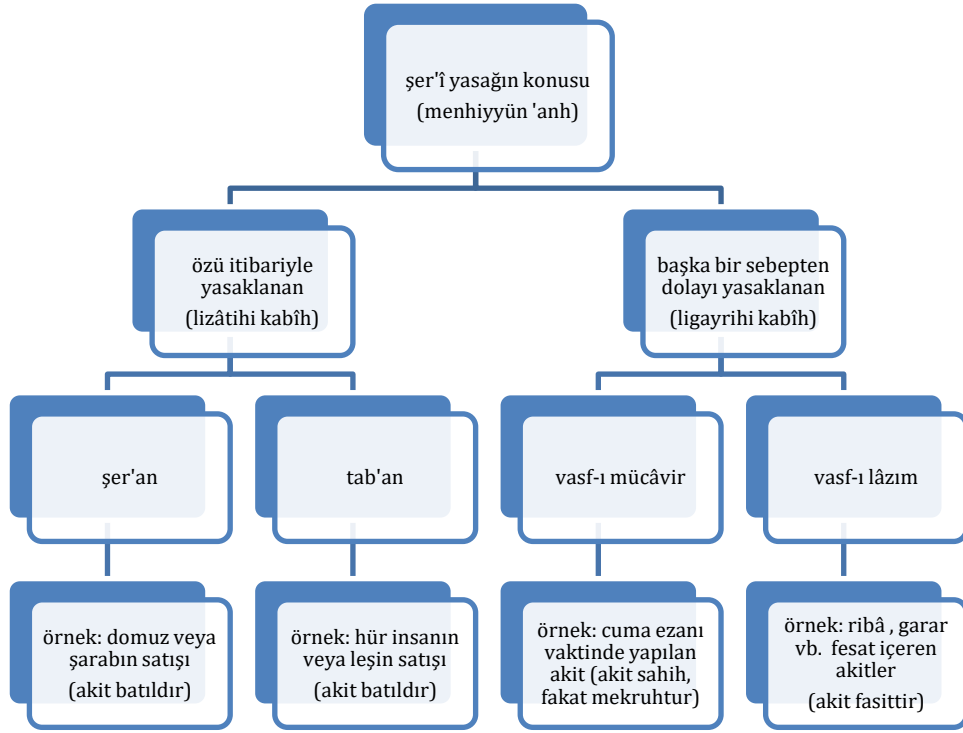 şer'î yasağın konusu
(menhiyyün 'anh)
özü itibariyle
yasaklanan
(lizâtihi kabîh)
başka bir sebepten
dolayı yasaklanan
(ligayrihi kabîh)
şer'an
tab'an
vasf-ı mücâvir
vasf-ı lâzım
örnek: domuz veya
şarabın satışı
(akit batıldır)
örnek: hür insanın
veya leşin satışı
(akit batıldır)
örnek: cuma ezanı
vaktinde yapılan
akit (akit sahih,
fakat mekruhtur)
örnek: ribâ , garar
vb. fesat içeren
akitler
(akit fasittir)